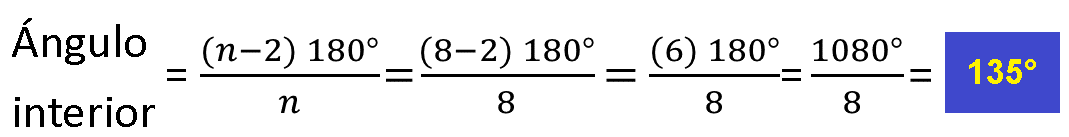 Ángulo interior = (n−2) 180° / n = (8−2) 180° / 8 = (6) 180° / 8 = 1080° / 8 = 135°